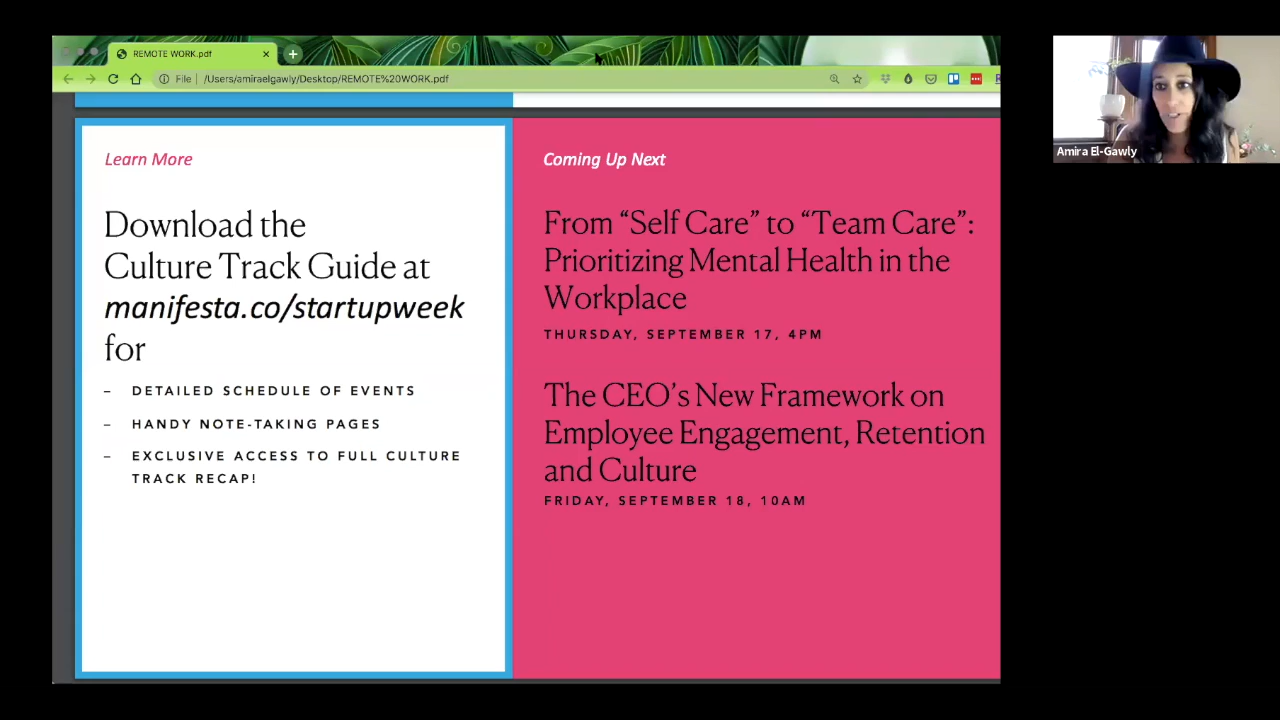 REMOTE WORK.pdf
File | /Users/amiraelgawly/Desktop/REMOTE%20WORK.pdf
Learn More
Download the
Culture Track Guide at
manifesta.co/startupweek
for
– DETAILED SCHEDULE OF EVENTS
– HANDY NOTE-TAKING PAGES
– EXCLUSIVE ACCESS TO FULL CULTURE
TRACK RECAP!
Coming Up Next
From “Self Care” to “Team Care”:
Prioritizing Mental Health in the
Workplace
THURSDAY, SEPTEMBER 17, 4PM
The CEO’s New Framework on
Employee Engagement, Retention
and Culture
FRIDAY, SEPTEMBER 18, 10AM
Amira El-Gawly